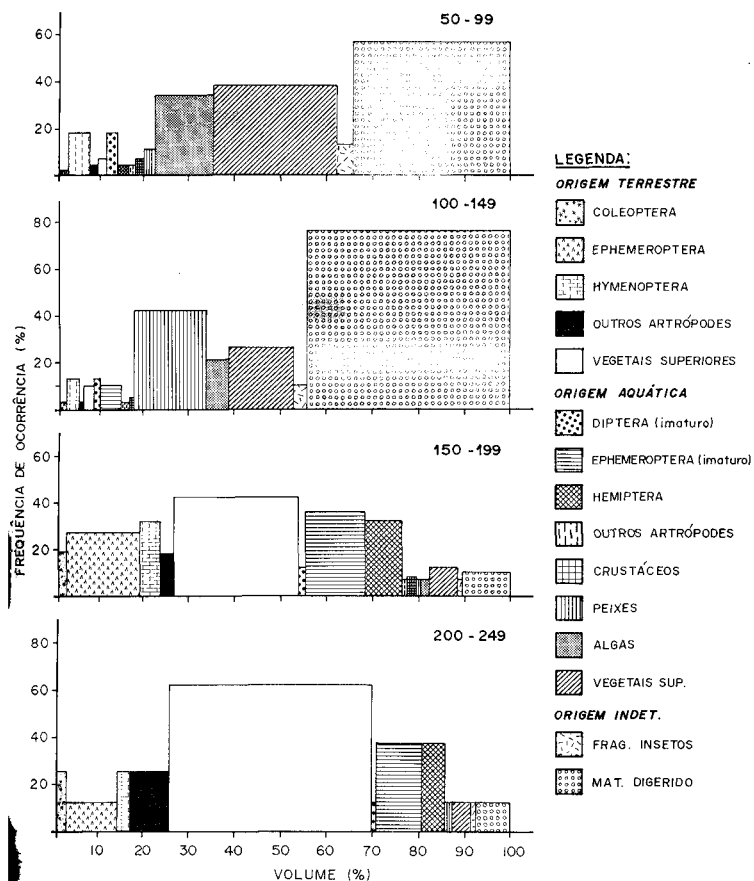 50-99
60
40
20
100-149
80
60
40
20
150-199
60
40
20
200-249
80
60
40
20
10 20 30 40 50 60 70 80 90 100
VOLUME (%)
FREQUÊNCIA DE OCORRÊNCIA (%)
LEGENDA:
ORIGEM TERRESTRE
COLEOPTERA
EPHEMEROPTERA
HYMENOPTERA
OUTROS ARTRÓPODES
VEGETAIS SUPERIORES
ORIGEM AQUÁTICA
DIPTERA (imaturo)
EPHEMEROPTERA (imaturo)
HEMIPTERA
OUTROS ARTRÓPODES
CRUSTÁCEOS
PEIXES
ALGAS
VEGETAIS SUP.
ORIGEM INDET.
FRAG. INSETOS
MAT. DIGERIDO